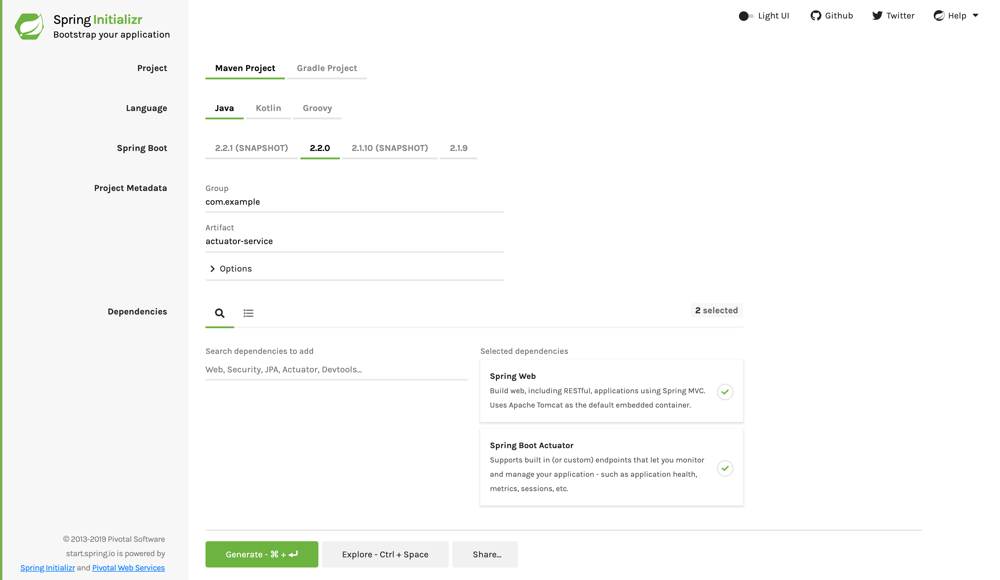 Spring Initializr
Bootstrap your application
Light UI
Github
Twitter
Help
Project
Maven Project
Gradle Project
Language
Java
Kotlin
Groovy
Spring Boot
2.2.1 (SNAPSHOT)
2.2.0
2.1.10 (SNAPSHOT)
2.1.9
Project Metadata
Group
com.example
Artifact
actuator-service
Options
Dependencies
2 selected
Search dependencies to add
Web, Security, JPA, Actuator, Devtools...
Selected dependencies
Spring Web
Build web, including RESTful, applications using Spring MVC.
Uses Apache Tomcat as the default embedded container.
Spring Boot Actuator
Supports built in (or custom) endpoints that let you monitor
and manage your application - such as application health,
metrics, sessions, etc.
© 2013-2019 Pivotal Software
start.spring.io is powered by
Spring Initializr and Pivotal Web Services
Generate - ⌘ + ↵
Explore - Ctrl + Space
Share...